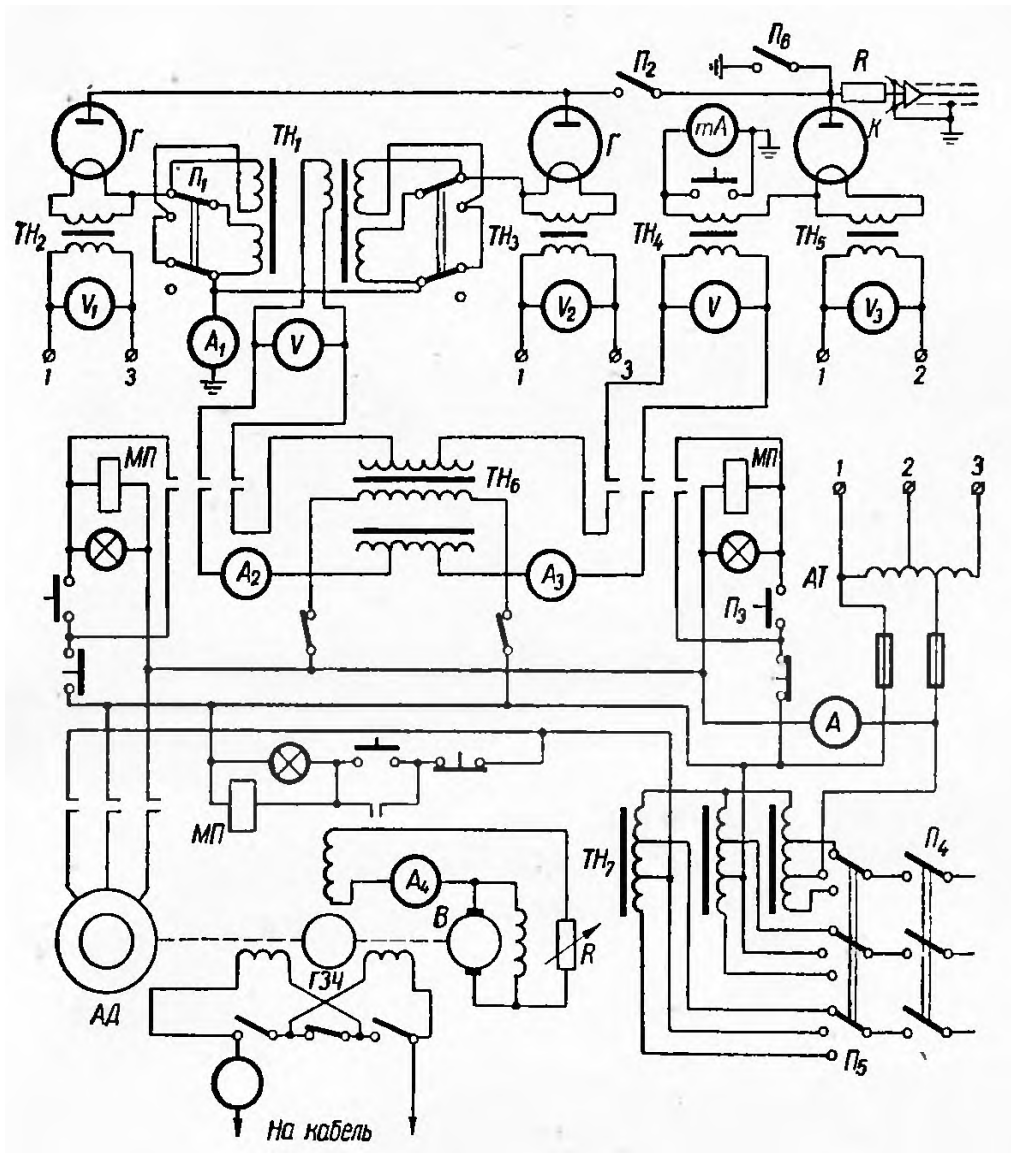 П₆
П₂
R
mA
К
Г
ТН₁
Г
П₁
ТН₂
ТН₃
ТН₄
ТН₅
V₁
A₁
V
V₂
V
V₃
1 3
1 3
1 2
МП
ТН₆
МП
1 2 3
A₂
A₃
АТ
П₃
A
МП
ТН₇
П₄
A₄
В
R
ГЗЧ
АД
П₅
На кабель